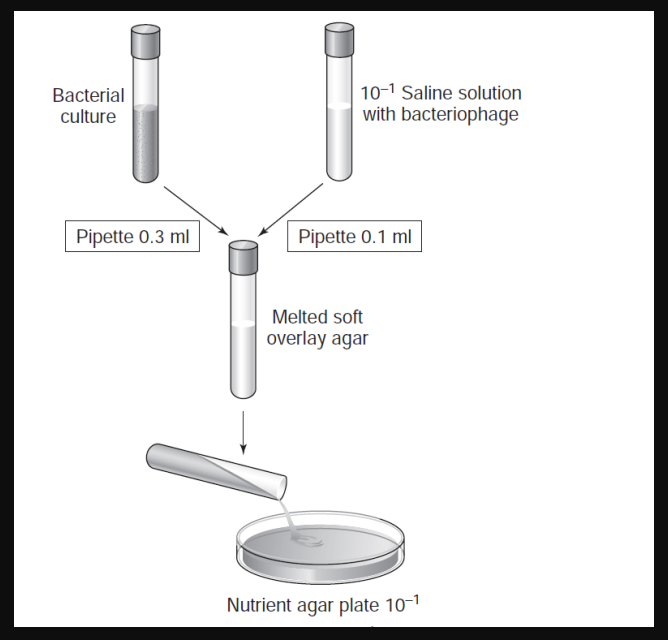 Bacterial
culture
10⁻¹ Saline solution
with bacteriophage
Pipette 0.3 ml
Pipette 0.1 ml
Melted soft
overlay agar
Nutrient agar plate 10⁻¹